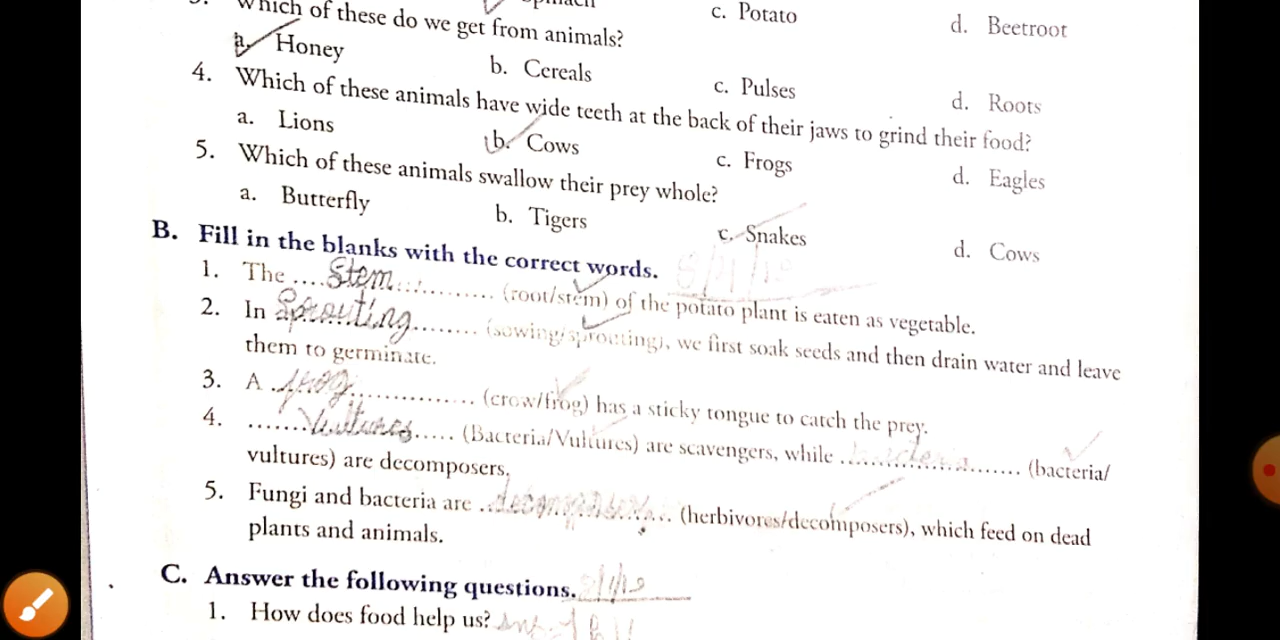 Which of these do we get from animals?
c. Potato d. Beetroot
a. Honey b. Cereals c. Pulses d. Roots
4. Which of these animals have wide teeth at the back of their jaws to grind their food?
a. Lions b. Cows c. Frogs d. Eagles
5. Which of these animals swallow their prey whole?
a. Butterfly b. Tigers c. Snakes d. Cows
B. Fill in the blanks with the correct words.
1. The ....Stem............ (root/stem) of the potato plant is eaten as vegetable.
2. In Sprouting........ (sowing/sprouting), we first soak seeds and then drain water and leave
them to germinate.
3. A .frog............... (crow/frog) has a sticky tongue to catch the prey.
4. .......Vultures..... (Bacteria/Vultures) are scavengers, while ...bacteria....... (bacteria/
vultures) are decomposers.
5. Fungi and bacteria are ..decomposers.... (herbivores/decomposers), which feed on dead
plants and animals.
C. Answer the following questions.
1. How does food help us?